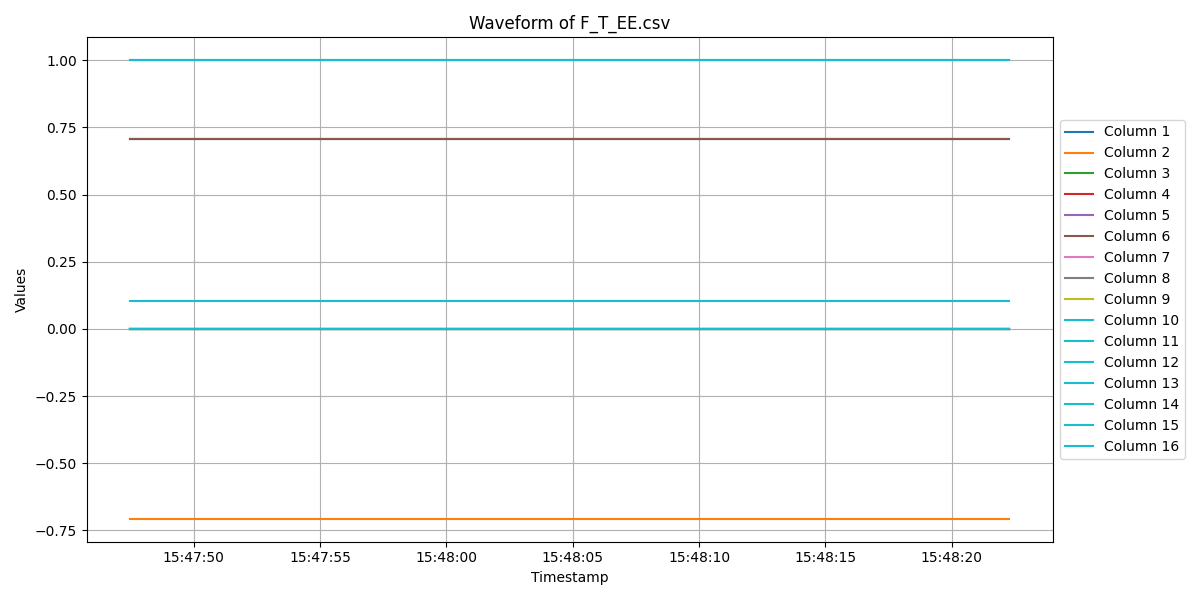 Waveform of F_T_EE.csv
Values
1.00
0.75
0.50
0.25
0.00
−0.25
−0.50
−0.75
15:47:50 15:47:55 15:48:00 15:48:05 15:48:10 15:48:15 15:48:20
Timestamp
Column 1
Column 2
Column 3
Column 4
Column 5
Column 6
Column 7
Column 8
Column 9
Column 10
Column 11
Column 12
Column 13
Column 14
Column 15
Column 16